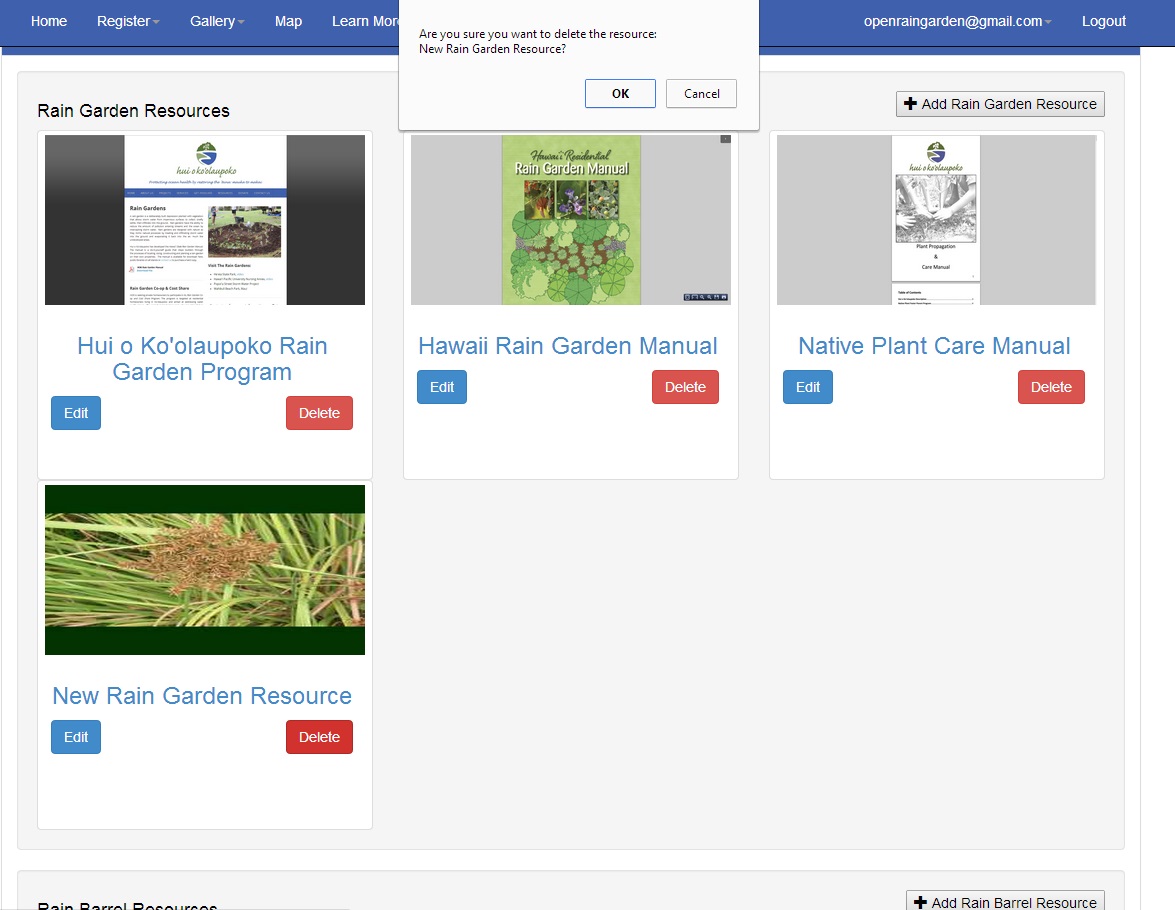 Home Register Gallery Map Learn More openraingarden@gmail.com Logout
Are you sure you want to delete the resource:
New Rain Garden Resource?
OK Cancel
Rain Garden Resources
Add Rain Garden Resource
hui o ko'olaupoko
Rain Gardens
Visit The Rain Gardens:
Rain Garden Co-op & Cost Share
Hawai'i Residential
Rain Garden Manual
hui o ko'olaupoko
Plant Propagation
&
Care Manual
Table of Contents
Hui o Ko'olaupoko Rain
Garden Program
Edit Delete
Hawaii Rain Garden Manual
Edit Delete
Native Plant Care Manual
Edit Delete
New Rain Garden Resource
Edit Delete
Rain Barrel Resources
Add Rain Barrel Resource